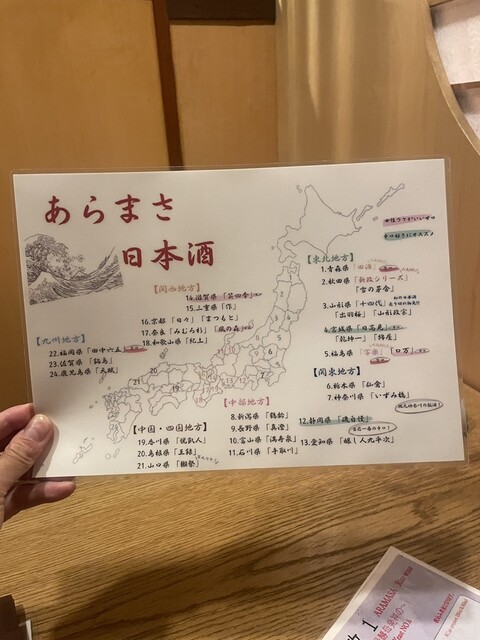 あらまさ
日本酒
【東北地方】
1.青森県「田酒」
2.秋田県「新政シリーズ」
「雪の茅舎」
3.山形県「十四代」
「出羽桜」「山形政宗」
4.宮城県「日高見」
「乾坤一」
5.福島県「写楽」「ロ万」
【関東地方】
6.栃木県「仙禽」
7.神奈川県「いづみ橋」
【中部地方】
8.新潟県「鶴齢」
9.長野県「真澄」
10.富山県「満寿泉」
11.石川県「手取川」
12.静岡県「磯自慢」
13.愛知県「醸し人九平次」
【関西地方】
14.滋賀県「笑四季」
15.三重県「作」
16.京都「日々」「まつもと」
17.奈良「みむろ杉」「風の森」
18.和歌山県「紀土」
【中国・四国地方】
19.香川県「悦凱人」
20.島根県「王録」
21.山口県「獺祭」
【九州地方】
22.福岡県「田中六五」
23.佐賀県「鍋島」
24.鹿児島県「天賦」
ARAMASA